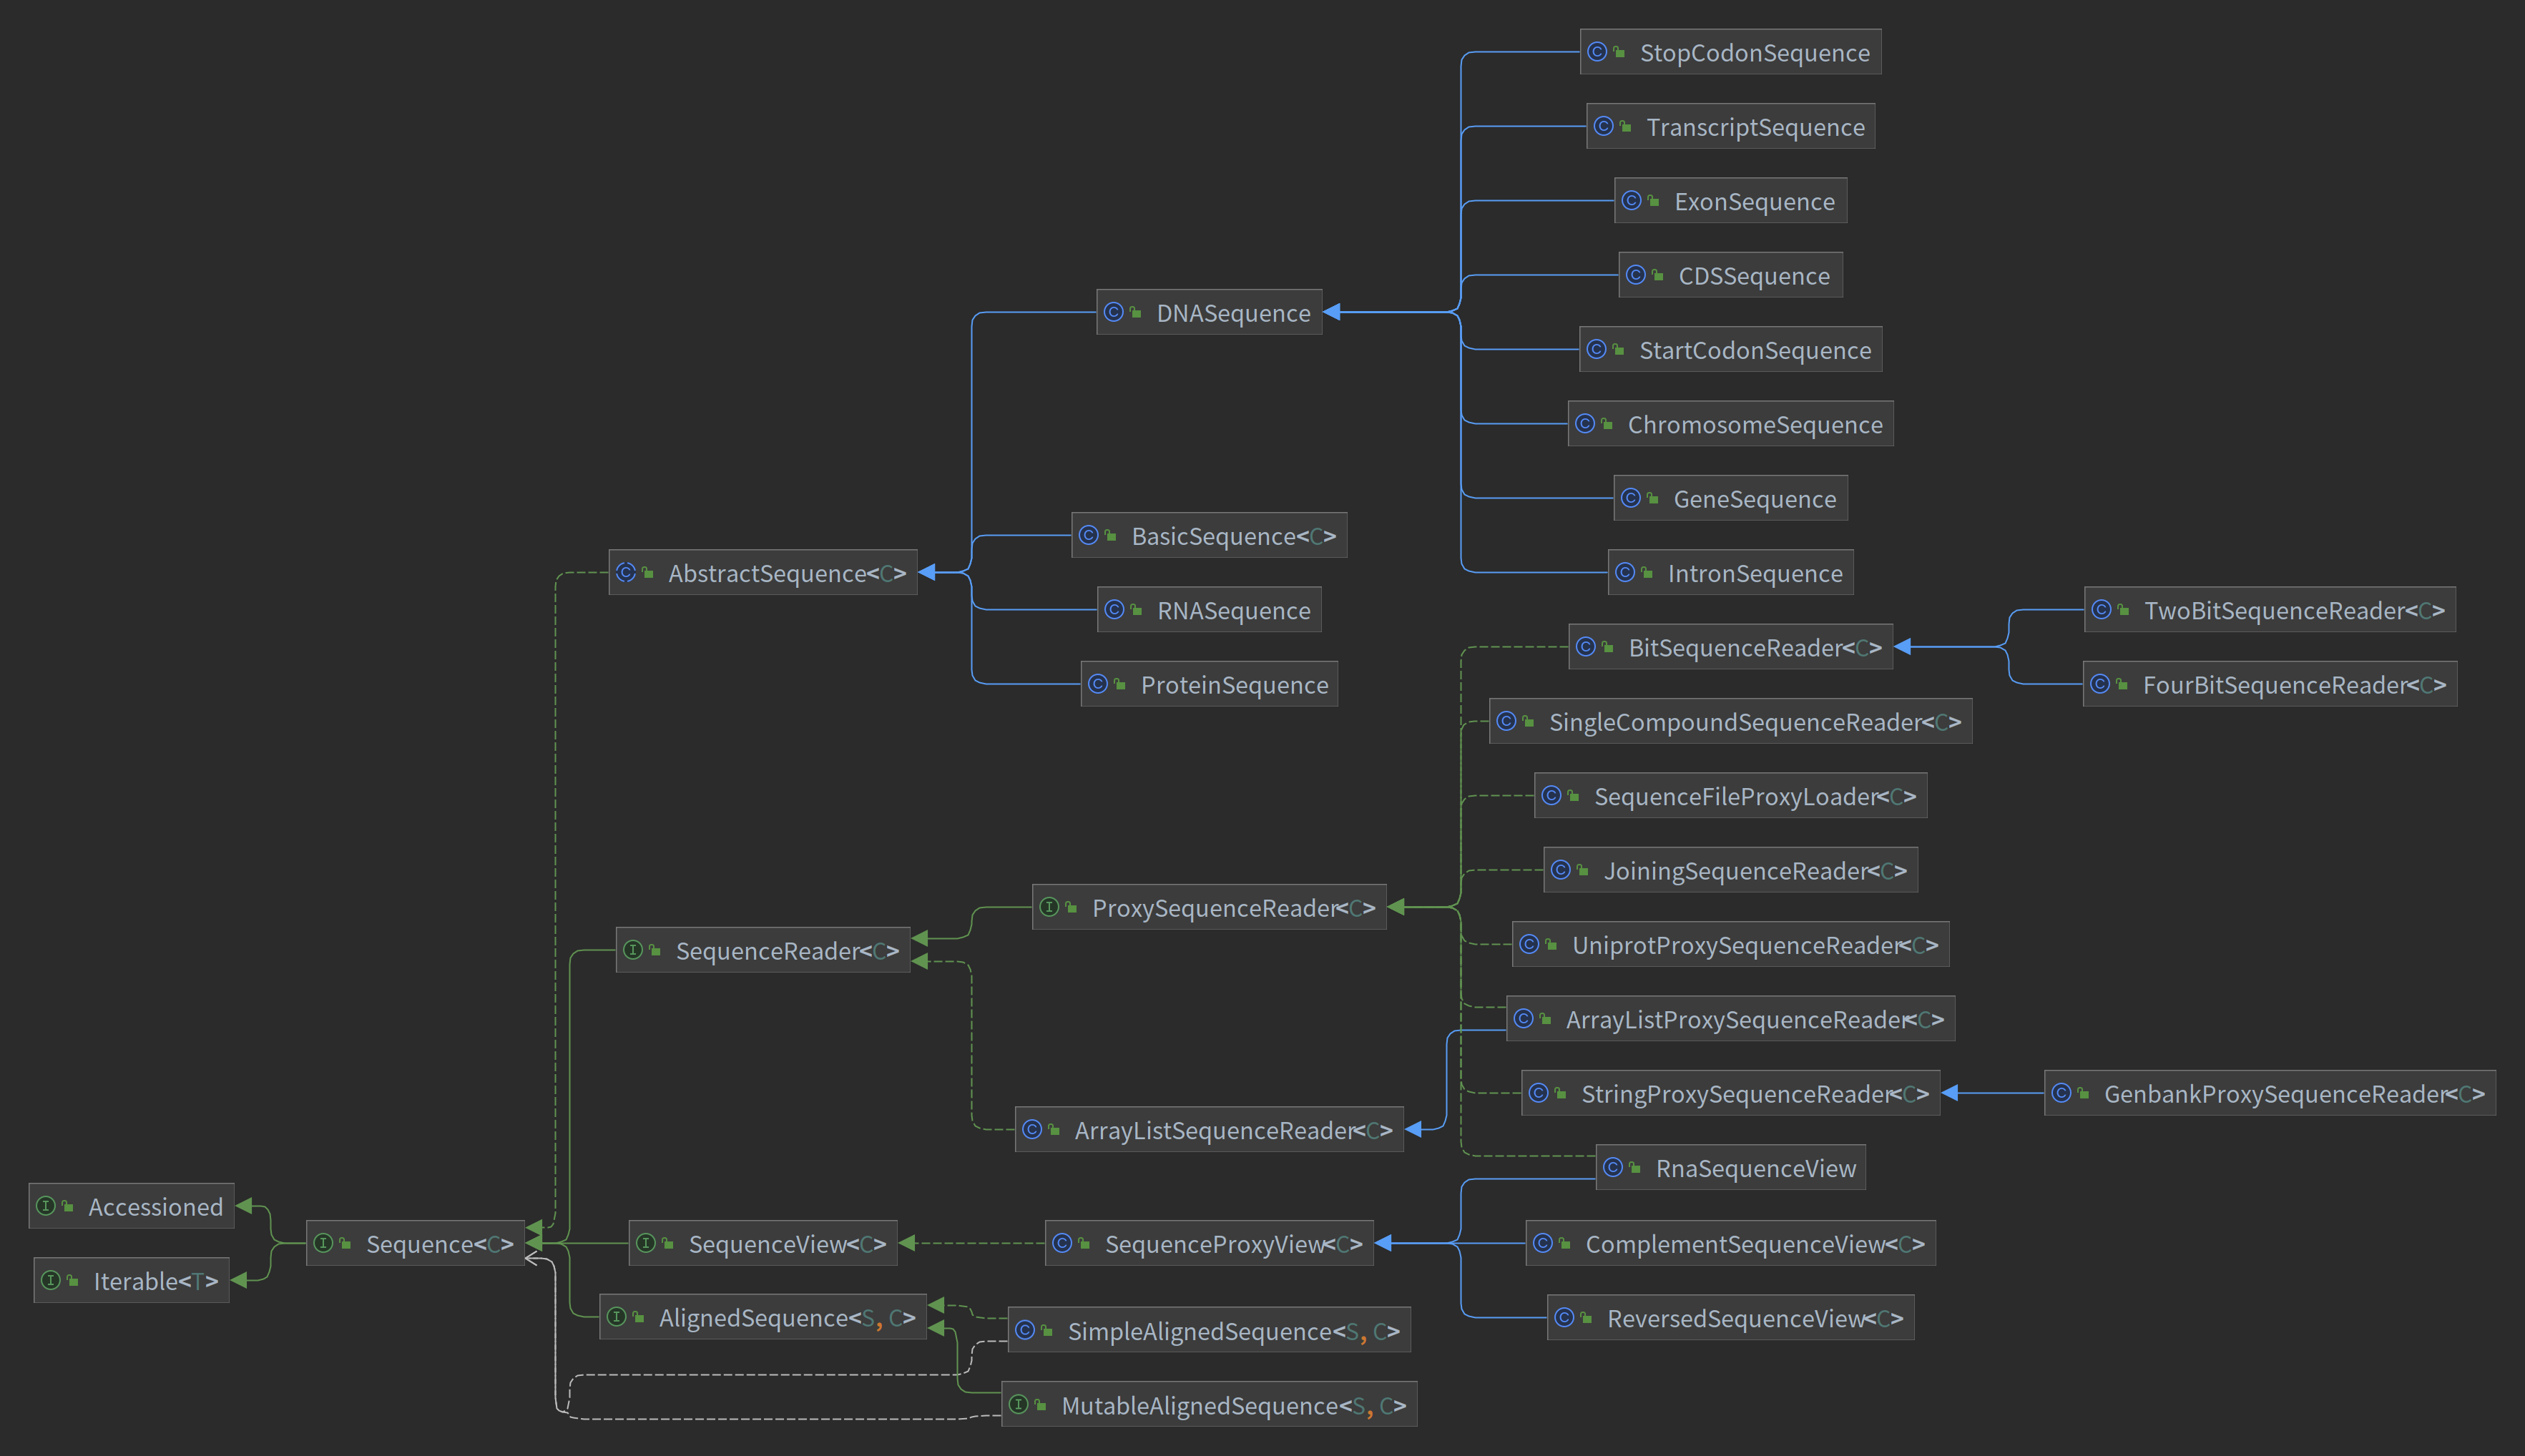 StopCodonSequence
TranscriptSequence
ExonSequence
CDSSequence
DNASequence
StartCodonSequence
ChromosomeSequence
GeneSequence
BasicSequence<C>
AbstractSequence<C>
IntronSequence
RNASequence
TwoBitSequenceReader<C>
BitSequenceReader<C>
ProteinSequence
FourBitSequenceReader<C>
SingleCompoundSequenceReader<C>
SequenceFileProxyLoader<C>
JoiningSequenceReader<C>
ProxySequenceReader<C>
SequenceReader<C>
UniprotProxySequenceReader<C>
ArrayListProxySequenceReader<C>
StringProxySequenceReader<C>
GenbankProxySequenceReader<C>
ArrayListSequenceReader<C>
RnaSequenceView
Accessioned
Sequence<C>
SequenceView<C>
SequenceProxyView<C>
ComplementSequenceView<C>
Iterable<T>
AlignedSequence<S, C>
SimpleAlignedSequence<S, C>
ReversedSequenceView<C>
MutableAlignedSequence<S, C>